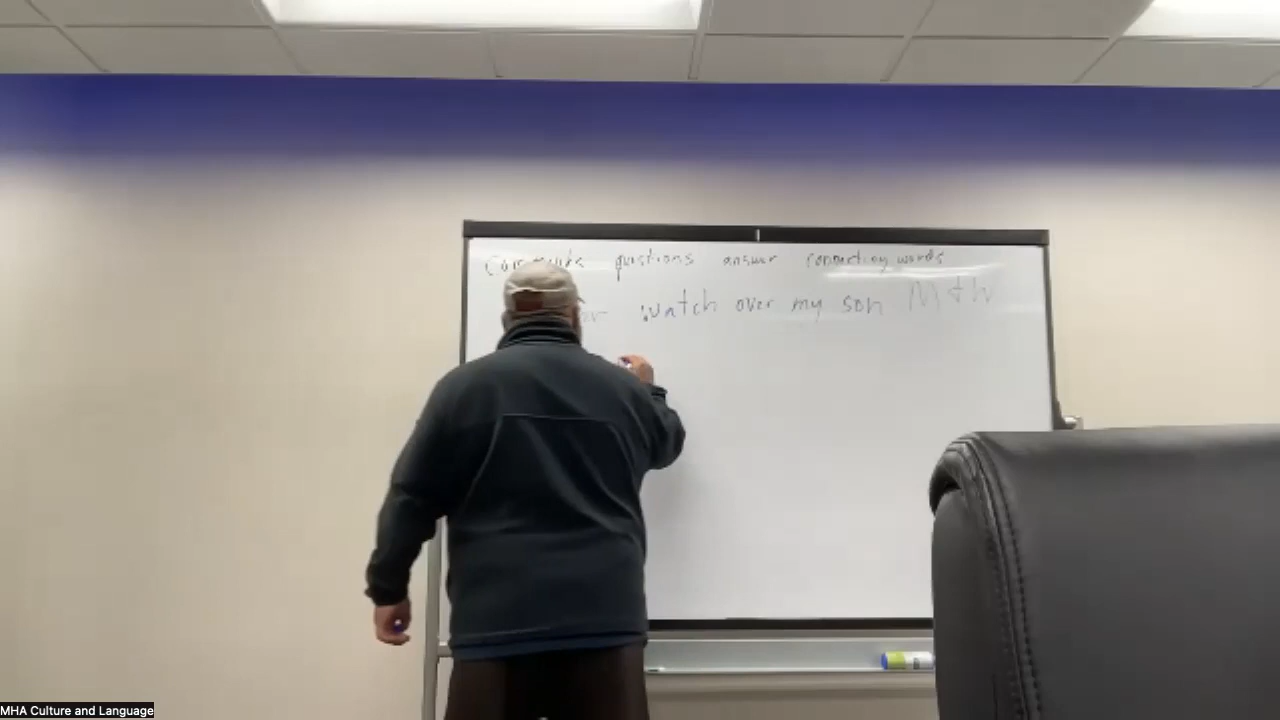 questions answer connecting words
watch over my son M + W
MHA Culture and Language